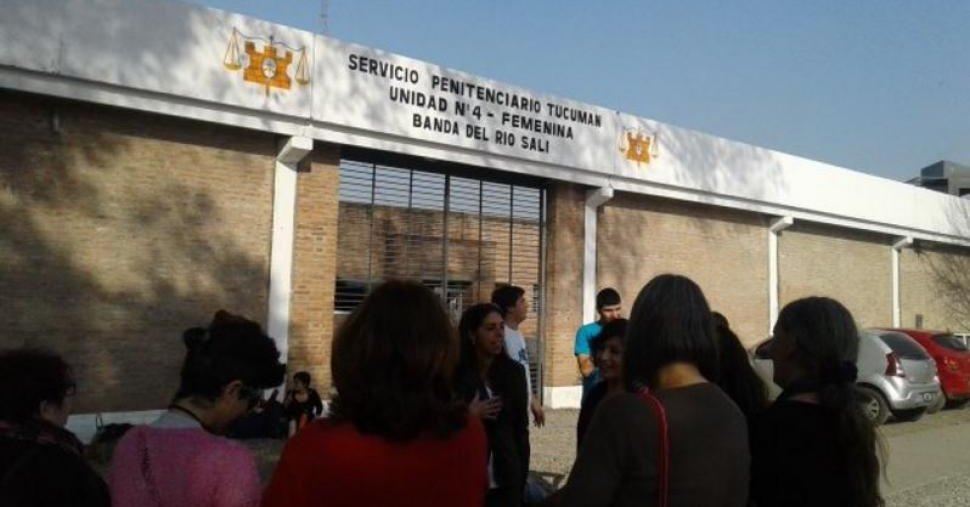 SERVICIO PENITENCIARIO TUCUMAN
UNIDAD N°4 - FEMENINA
BANDA DEL RIO SALI